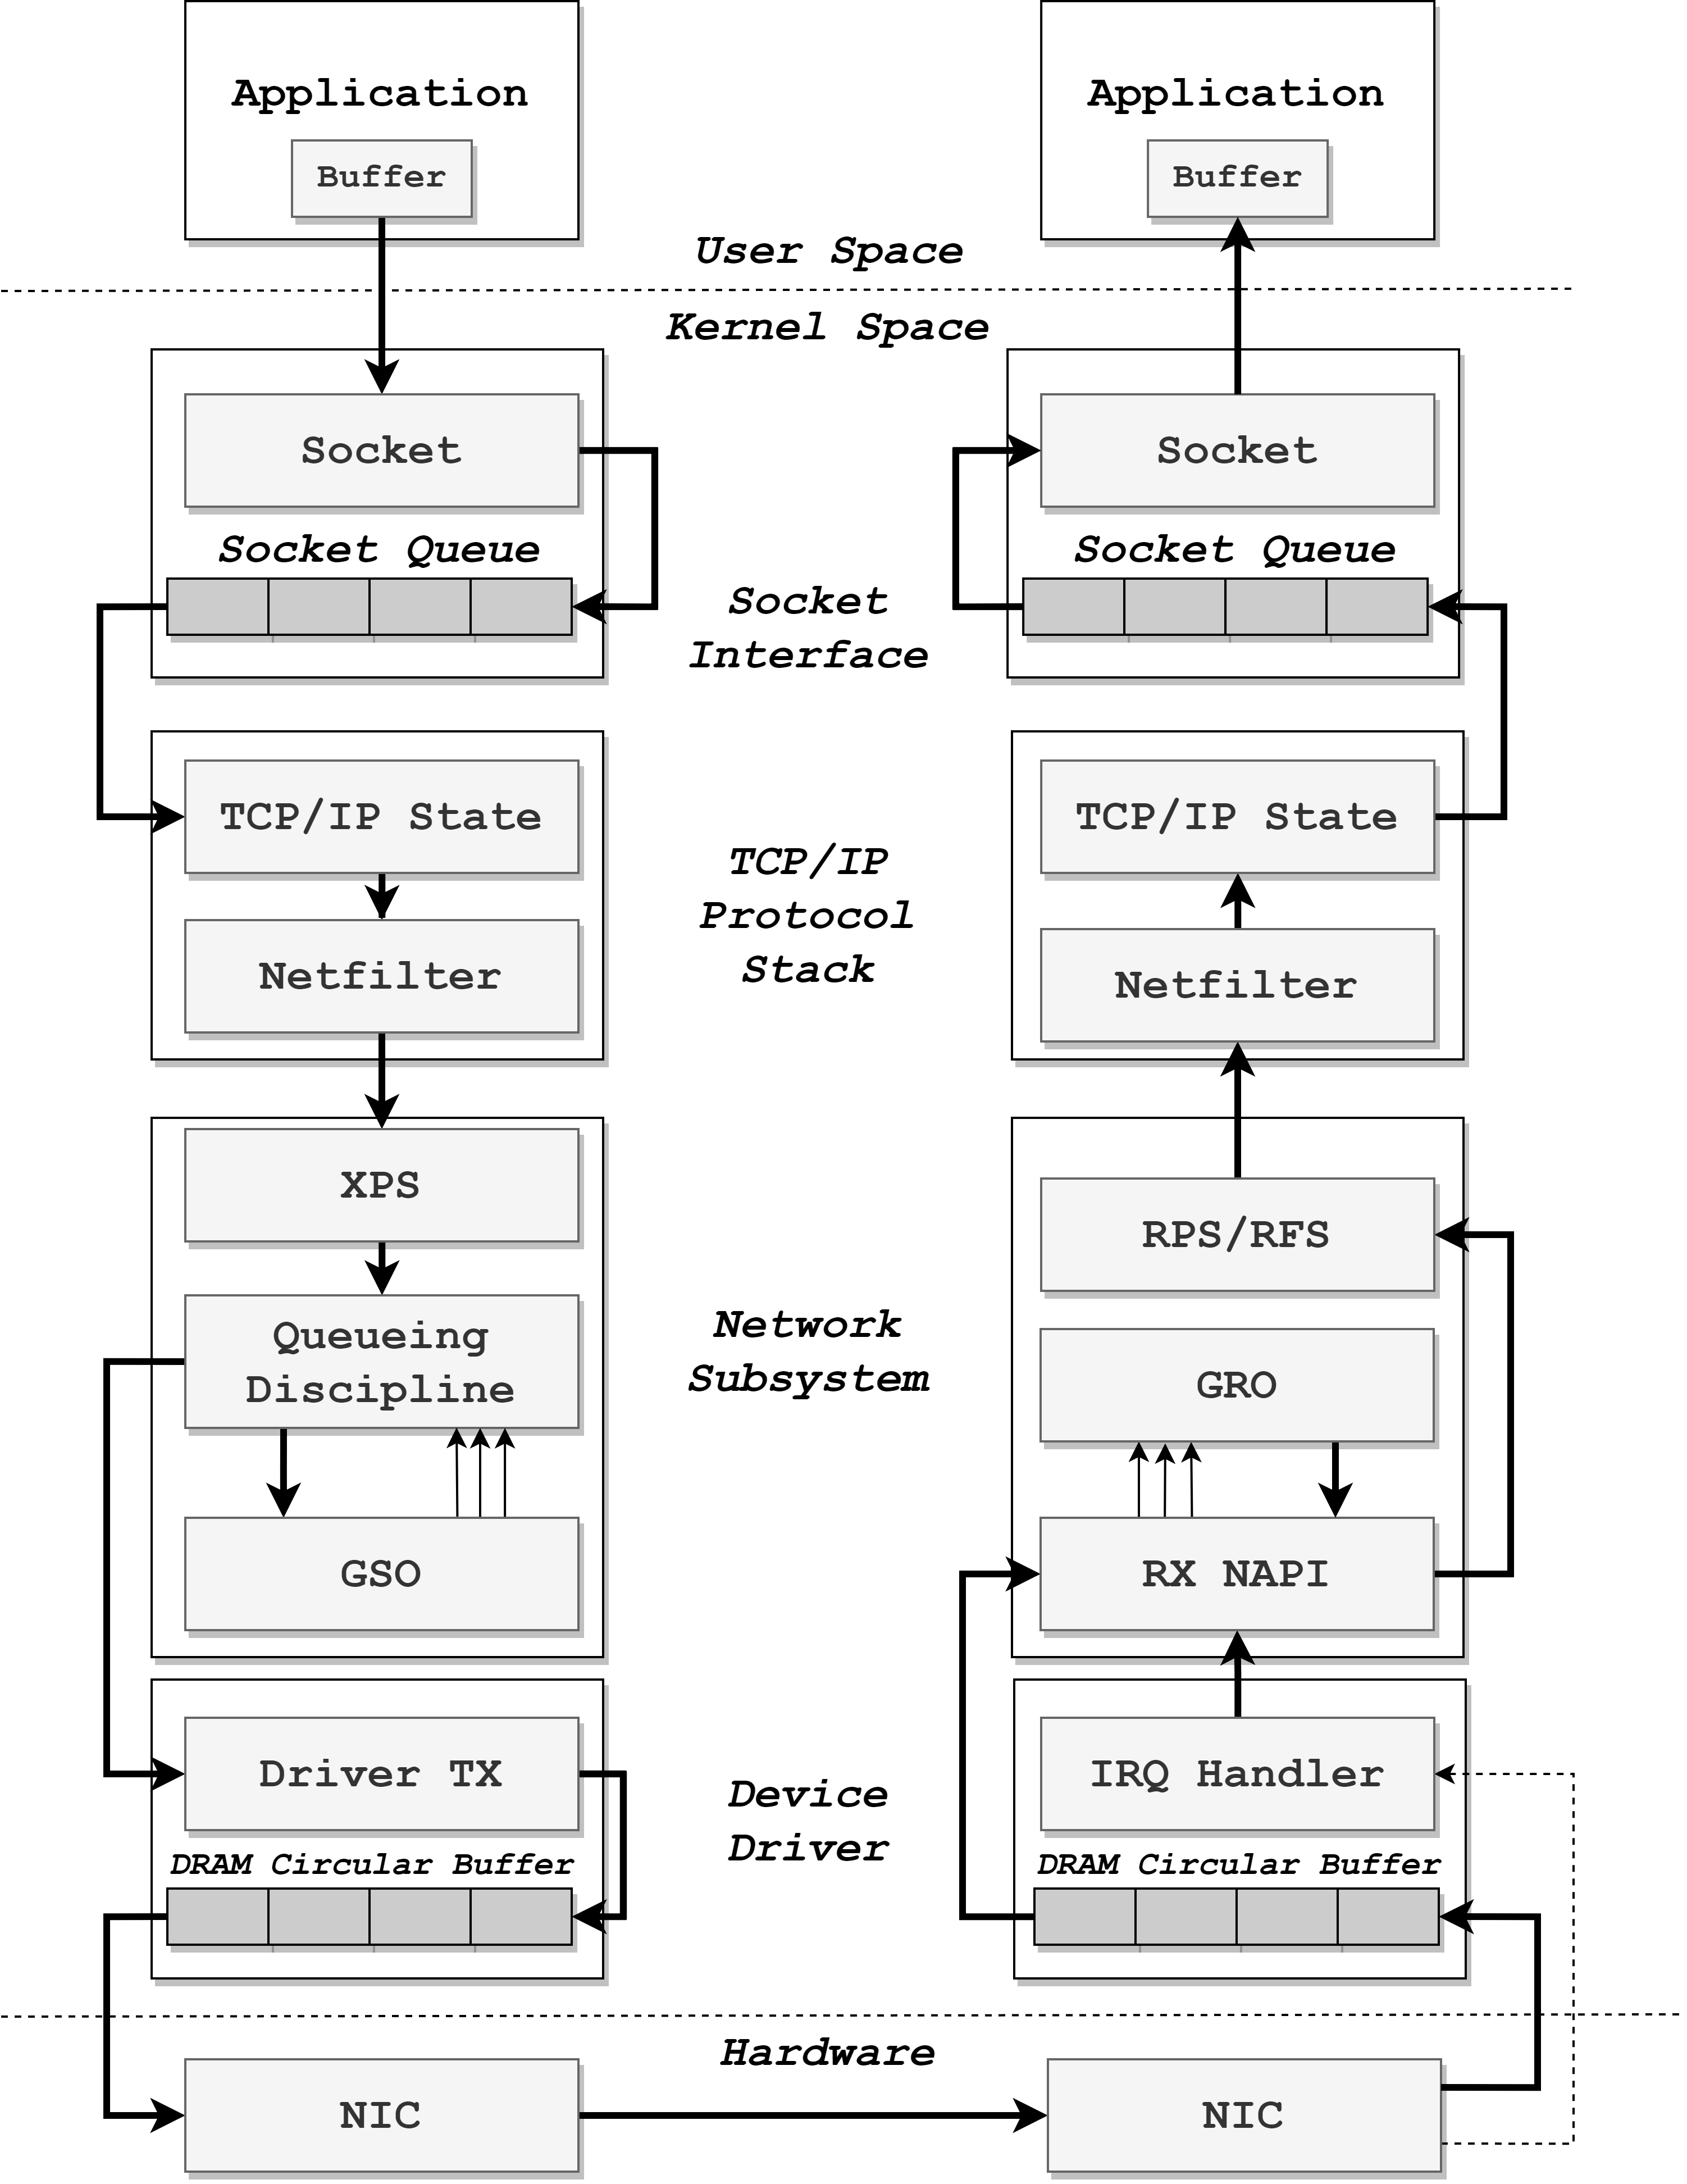 Application
Application
Buffer
Buffer
User Space
Kernel Space
Socket
Socket
Socket Queue
Socket Queue
Socket
Interface
TCP/IP State
TCP/IP State
TCP/IP
Protocol
Stack
Netfilter
Netfilter
XPS
RPS/RFS
Queueing
Discipline
Network
Subsystem
GRO
GSO
RX NAPI
Driver TX
IRQ Handler
Device
Driver
DRAM Circular Buffer
DRAM Circular Buffer
Hardware
NIC
NIC